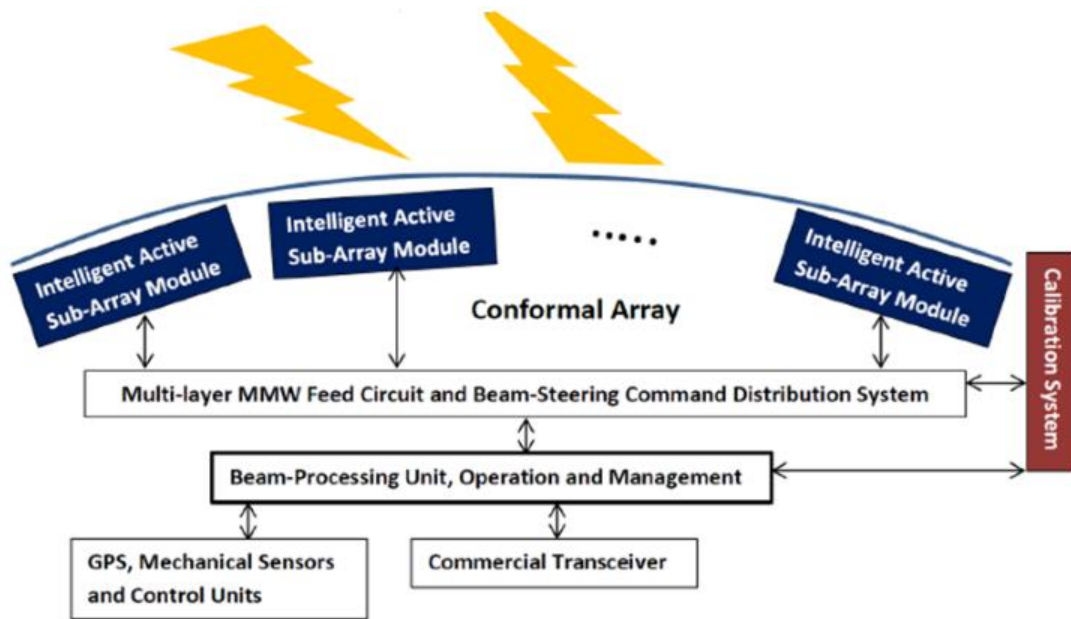 Intelligent Active
Sub-Array Module
Intelligent Active
Sub-Array Module
.....
Intelligent Active
Sub-Array Module
Conformal Array
Calibration System
Multi-layer MMW Feed Circuit and Beam-Steering Command Distribution System
Beam-Processing Unit, Operation and Management
GPS, Mechanical Sensors
and Control Units
Commercial Transceiver